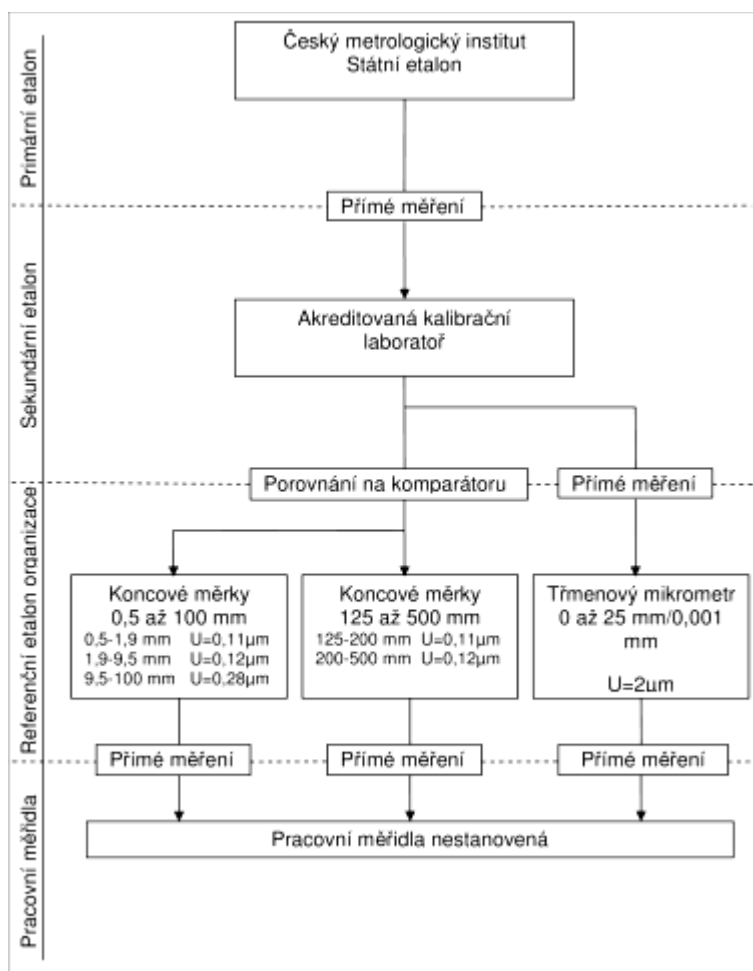 Primární etalon
Český metrologický institut
Státní etalon
Přímé měření
Sekundární etalon
Akreditovaná kalibrační
laboratoř
Porovnání na komparátoru
Přímé měření
Referenční etalon organizace
Koncové měrky
0,5 až 100 mm
0,5-1,9 mm U=0,11µm
1,9-9,5 mm U=0,12µm
9,5-100 mm U=0,28µm
Koncové měrky
125 až 500 mm
125-200 mm U=0,11µm
200-500 mm U=0,12µm
Třmenový mikrometr
0 až 25 mm/0,001
mm
U=2µm
Přímé měření
Přímé měření
Přímé měření
Pracovní měřidla
Pracovní měřidla nestanovená